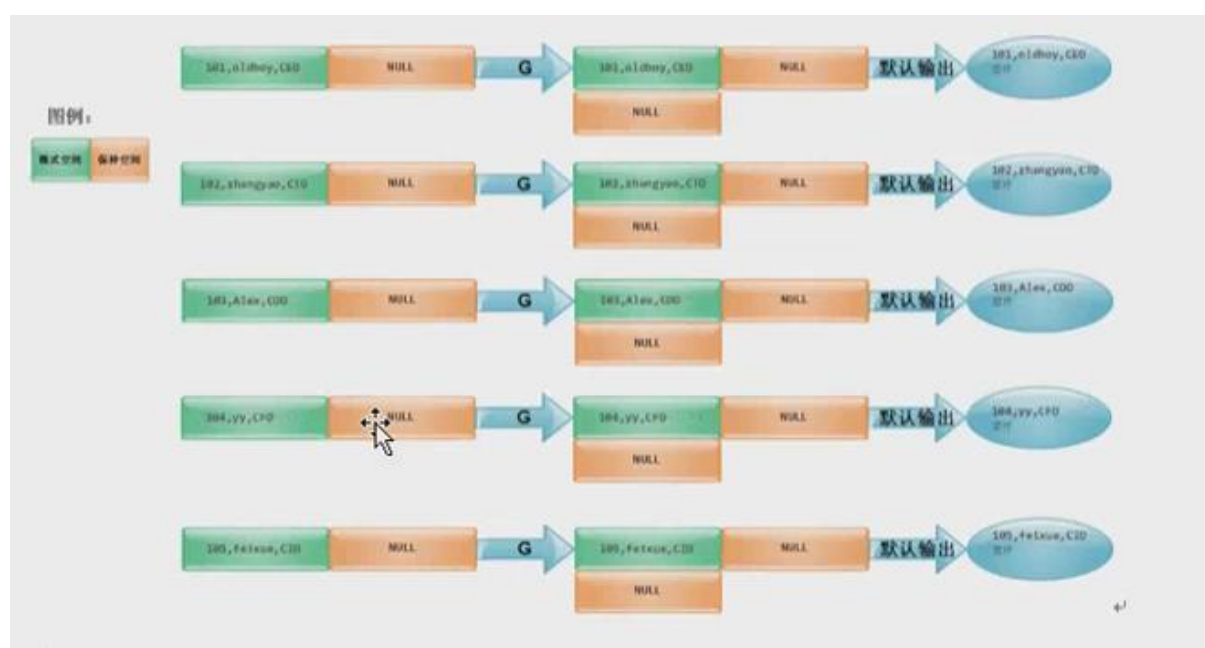 101,oldboy,CEO NULL G 101,oldboy,CEO NULL 默认输出 101,oldboy,CEO
NULL
图例:
模式空间 保持空间
102,zhangyao,CTO NULL G 102,zhangyao,CTO NULL 默认输出 102,zhangyao,CTO
NULL
103,Alex,COO NULL G 103,Alex,COO NULL 默认输出 103,Alex,COO
NULL
104,yy,CFO NULL G 104,yy,CFO NULL 默认输出 104,yy,CFO
NULL
105,feixue,CIO NULL G 105,feixue,CIO NULL 默认输出 105,feixue,CIO
NULL